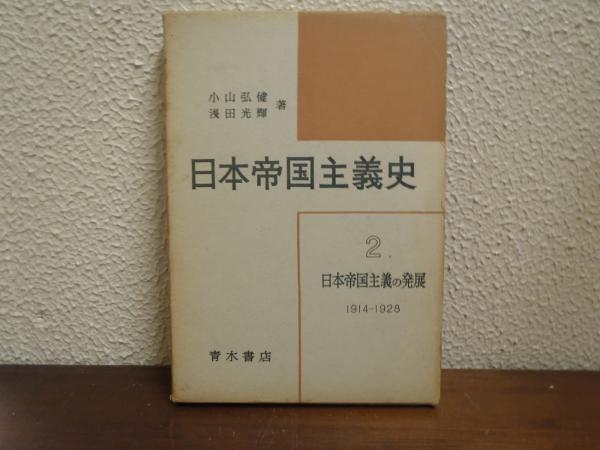 小山弘健
浅田光輝 著
日本帝国主義史
2
日本帝国主義の発展
1914-1928
青木書店